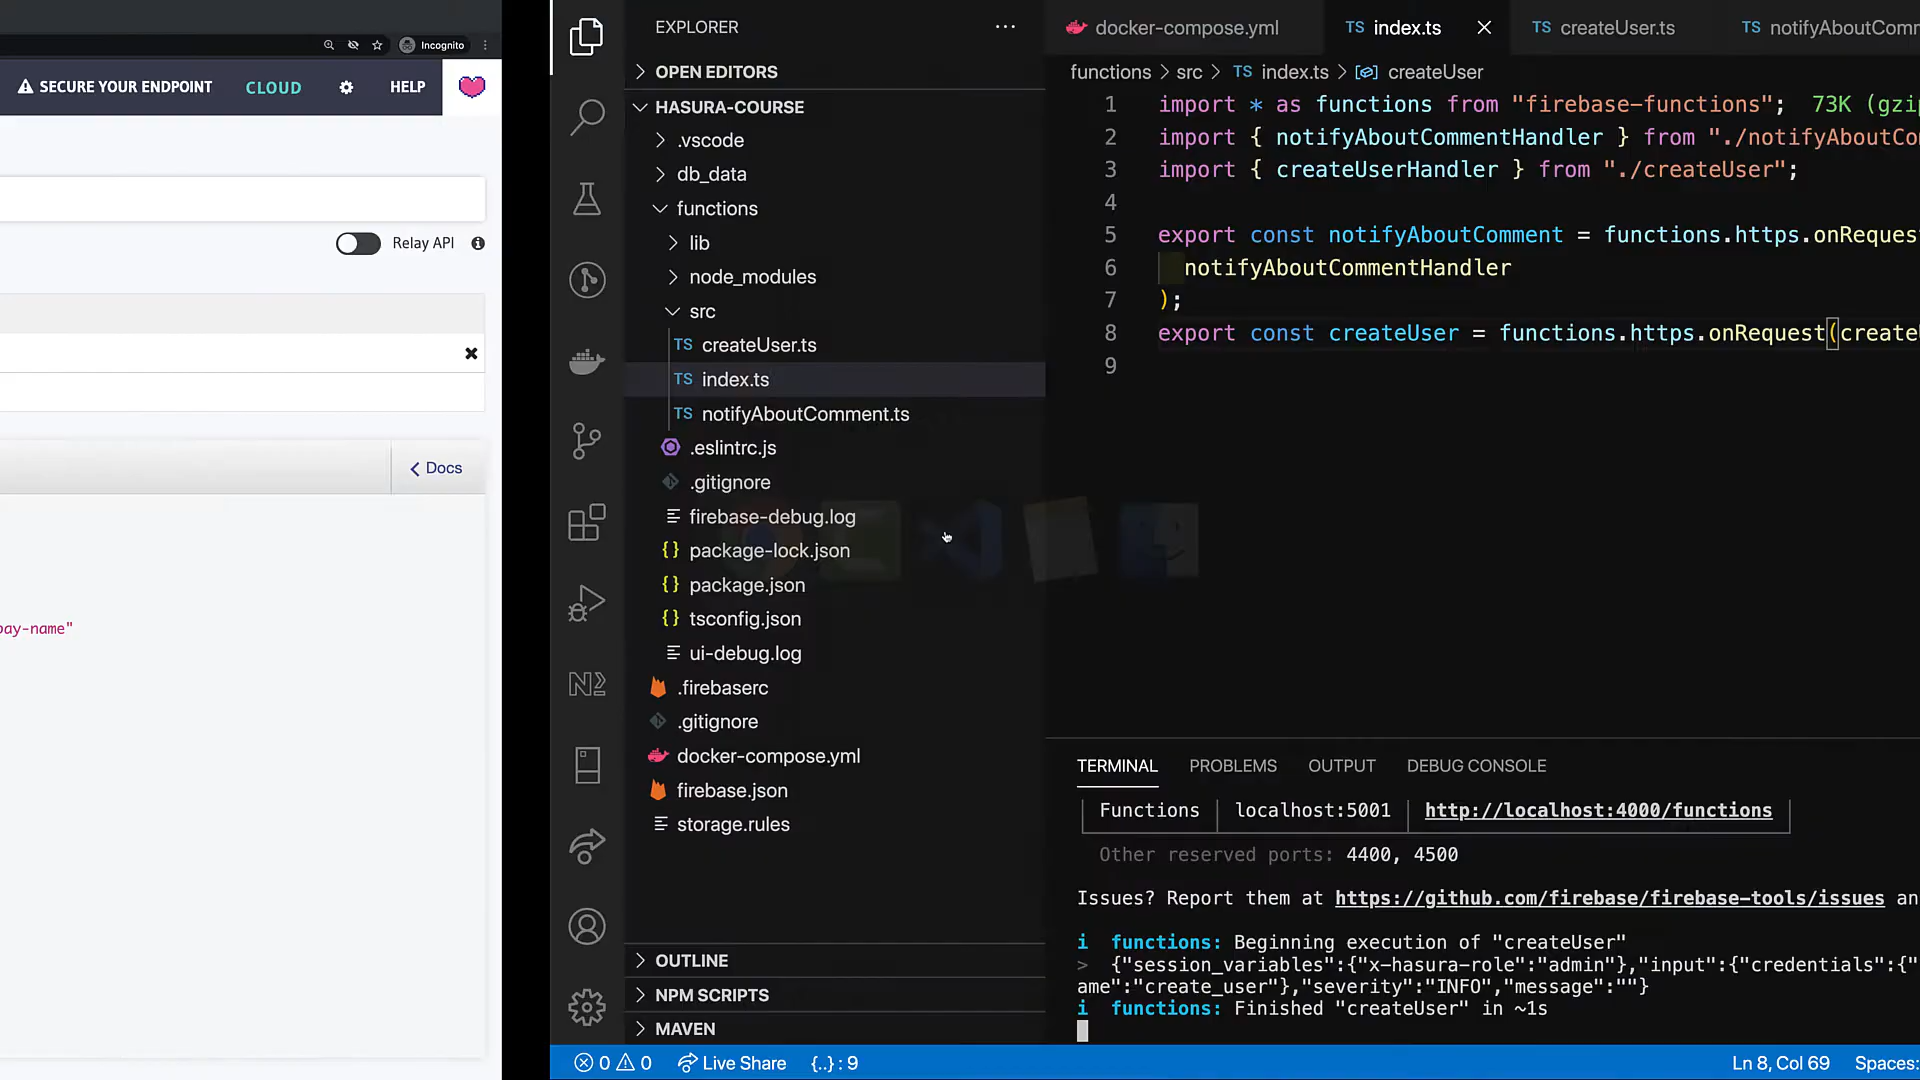 Incognito
SECURE YOUR ENDPOINT
CLOUD
HELP
Relay API
Docs
pay-name"
EXPLORER
OPEN EDITORS
HASURA-COURSE
.vscode
db_data
functions
lib
node_modules
src
TS createUser.ts
TS index.ts
TS notifyAboutComment.ts
.eslintrc.js
.gitignore
firebase-debug.log
{} package-lock.json
{} package.json
{} tsconfig.json
ui-debug.log
.firebaserc
.gitignore
docker-compose.yml
firebase.json
storage.rules
OUTLINE
NPM SCRIPTS
MAVEN
docker-compose.yml
TS index.ts
TS createUser.ts
TS notifyAboutComm
functions > src > TS index.ts > createUser
1 import * as functions from "firebase-functions"; 73K (gzi
2 import { notifyAboutCommentHandler } from "./notifyAboutCo
3 import { createUserHandler } from "./createUser";
4
5 export const notifyAboutComment = functions.https.onReques
6 notifyAboutCommentHandler
7 );
8 export const createUser = functions.https.onRequest(create
9
TERMINAL PROBLEMS OUTPUT DEBUG CONSOLE
Functions localhost:5001 http://localhost:4000/functions
Other reserved ports: 4400, 4500
Issues? Report them at https://github.com/firebase/firebase-tools/issues an
i functions: Beginning execution of "createUser"
> {"session_variables":{"x-hasura-role":"admin"},"input":{"credentials":{"
ame":"create_user"},"severity":"INFO","message":""}
i functions: Finished "createUser" in ~1s
0 0 Live Share {..} : 9 Ln 8, Col 69 Spaces: